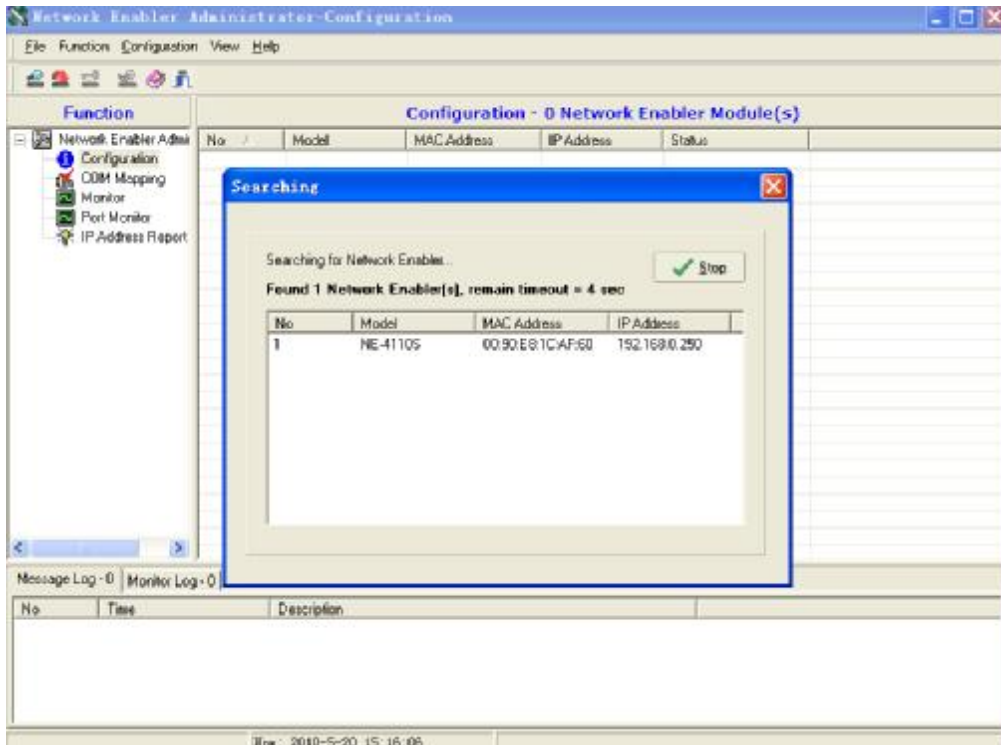 Network Enabler Administrator-Configuration
File Function Configuration View Help
Function
Configuration - 0 Network Enabler Module(s)
Network Enabler Admi
Configuration
COM Mapping
Monitor
Port Monitor
IP Address Report
No Model MAC Address IP Address Status
Searching
Searching for Network Enabler...
Stop
Found 1 Network Enabler(s), remain timeout = 4 sec
No Model MAC Address IP Address
1 NE-4110S 00:90:E8:1C:AF:60 192.168.0.250
Message Log - 0 Monitor Log - 0
No Time Description
Now : 2010-5-20 15:16:06